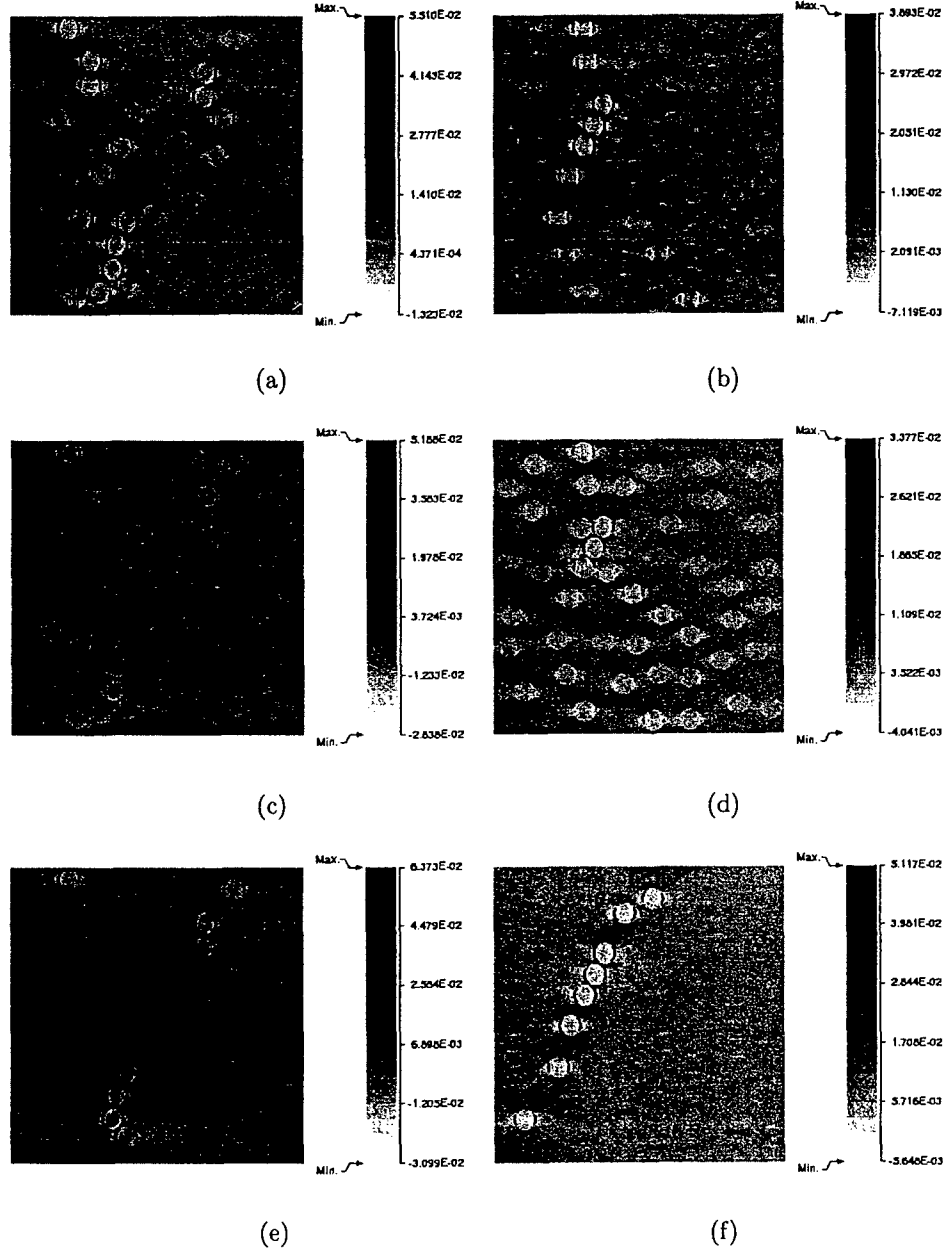 Max.
5.510E-02
4.143E-02
2.777E-02
1.410E-02
4.371E-04
-1.323E-02
Min.
(a)
Max.
3.893E-02
2.972E-02
2.031E-02
1.130E-02
2.091E-03
-7.119E-03
Min.
(b)
Max.
5.188E-02
3.583E-02
1.978E-02
3.724E-03
-1.233E-02
-2.838E-02
Min.
(c)
Max.
3.377E-02
2.621E-02
1.865E-02
1.109E-02
3.522E-03
-4.041E-03
Min.
(d)
Max.
6.373E-02
4.479E-02
2.584E-02
6.898E-03
-1.205E-02
-3.099E-02
Min.
(e)
Max.
5.117E-02
3.981E-02
2.844E-02
1.708E-02
5.716E-03
-5.648E-03
Min.
(f)